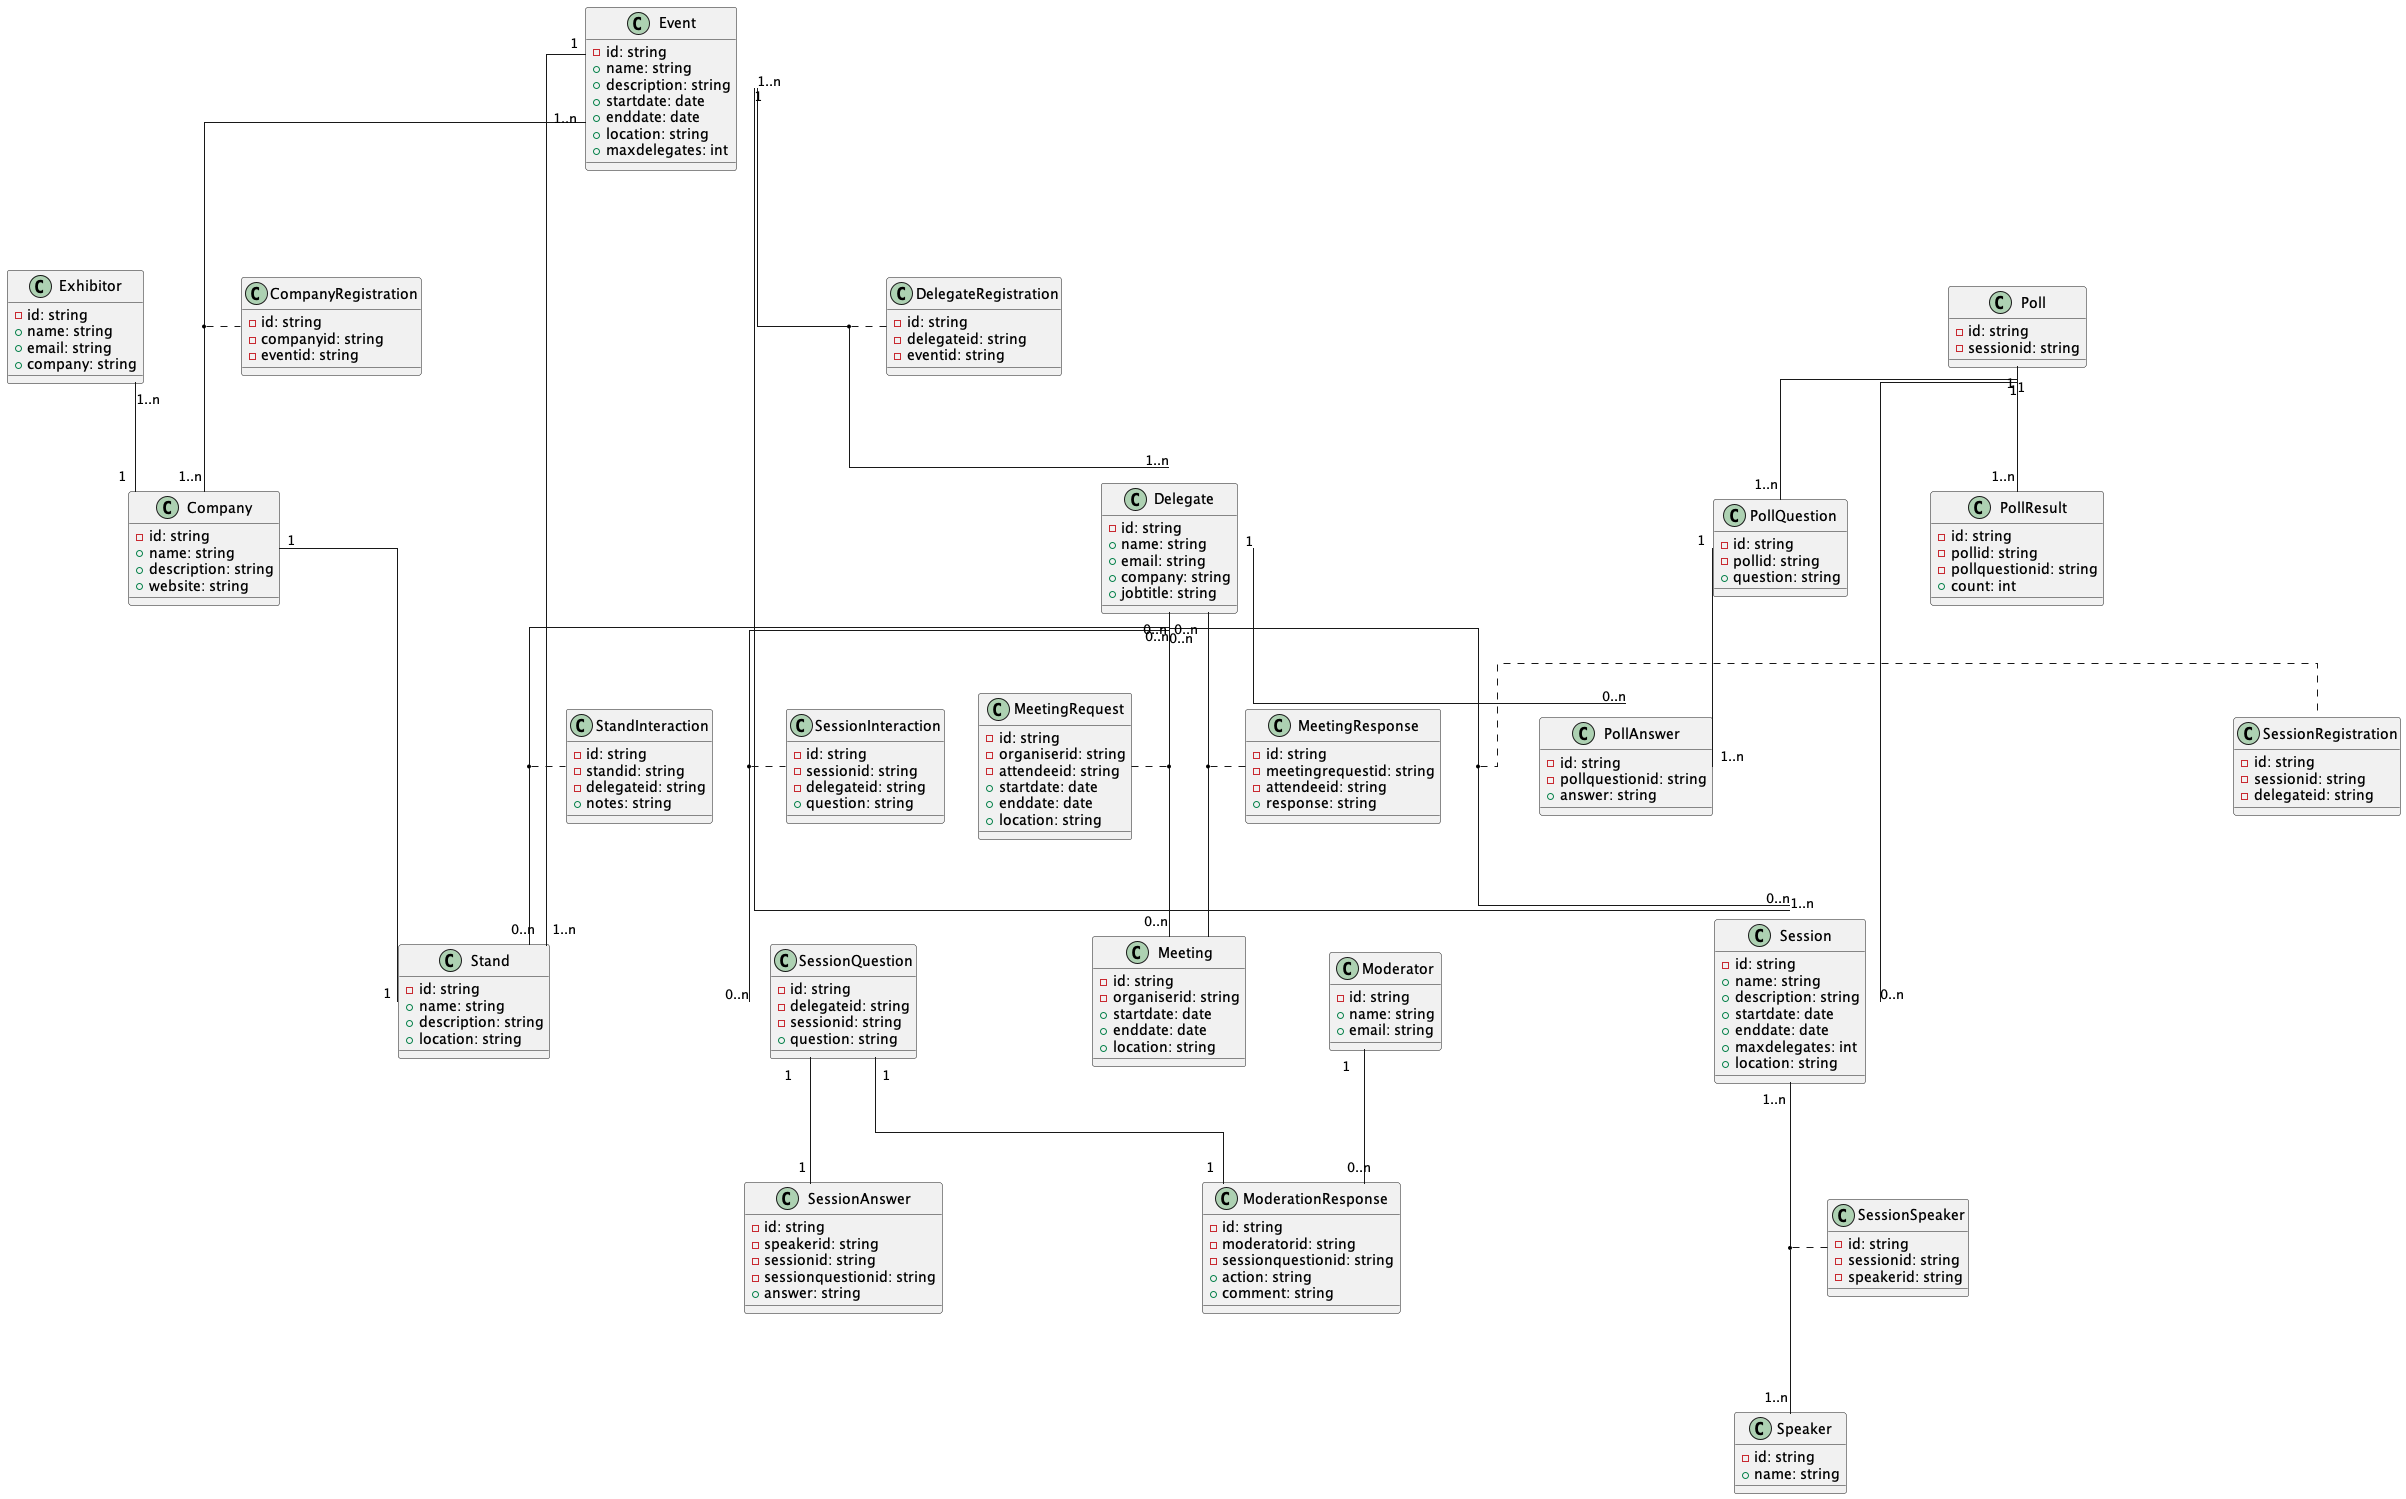 C Event
id: string
name: string
description: string
startdate: date
enddate: date
location: string
maxdelegates: int
1
1..n
1..n
1
C Exhibitor
id: string
name: string
email: string
company: string
C CompanyRegistration
id: string
companyid: string
eventid: string
C DelegateRegistration
id: string
delegateid: string
eventid: string
C Poll
id: string
sessionid: string
1..n
1
1
1
1
1..n
1..n
1..n
1..n
C Company
id: string
name: string
description: string
website: string
1
C Delegate
id: string
name: string
email: string
company: string
jobtitle: string
1
C PollQuestion
id: string
pollid: string
question: string
1
C PollResult
id: string
pollid: string
pollquestionid: string
count: int
0..n
0..n
0..n
0..n
0..n
C StandInteraction
id: string
standid: string
delegateid: string
notes: string
C SessionInteraction
id: string
sessionid: string
delegateid: string
question: string
C MeetingRequest
id: string
organiserid: string
attendeeid: string
startdate: date
enddate: date
location: string
C MeetingResponse
id: string
meetingrequestid: string
attendeeid: string
response: string
C PollAnswer
id: string
pollquestionid: string
answer: string
1..n
C SessionRegistration
id: string
sessionid: string
delegateid: string
0..n
1..n
0..n
0..n
1..n
1
C Stand
id: string
name: string
description: string
location: string
0..n
C SessionQuestion
id: string
delegateid: string
sessionid: string
question: string
C Meeting
id: string
organiserid: string
startdate: date
enddate: date
location: string
C Moderator
id: string
name: string
email: string
C Session
id: string
name: string
description: string
startdate: date
enddate: date
maxdelegates: int
location: string
0..n
1
1
1
1..n
1
1
0..n
C SessionAnswer
id: string
speakerid: string
sessionid: string
sessionquestionid: string
answer: string
C ModerationResponse
id: string
moderatorid: string
sessionquestionid: string
action: string
comment: string
C SessionSpeaker
id: string
sessionid: string
speakerid: string
1..n
C Speaker
id: string
name: string